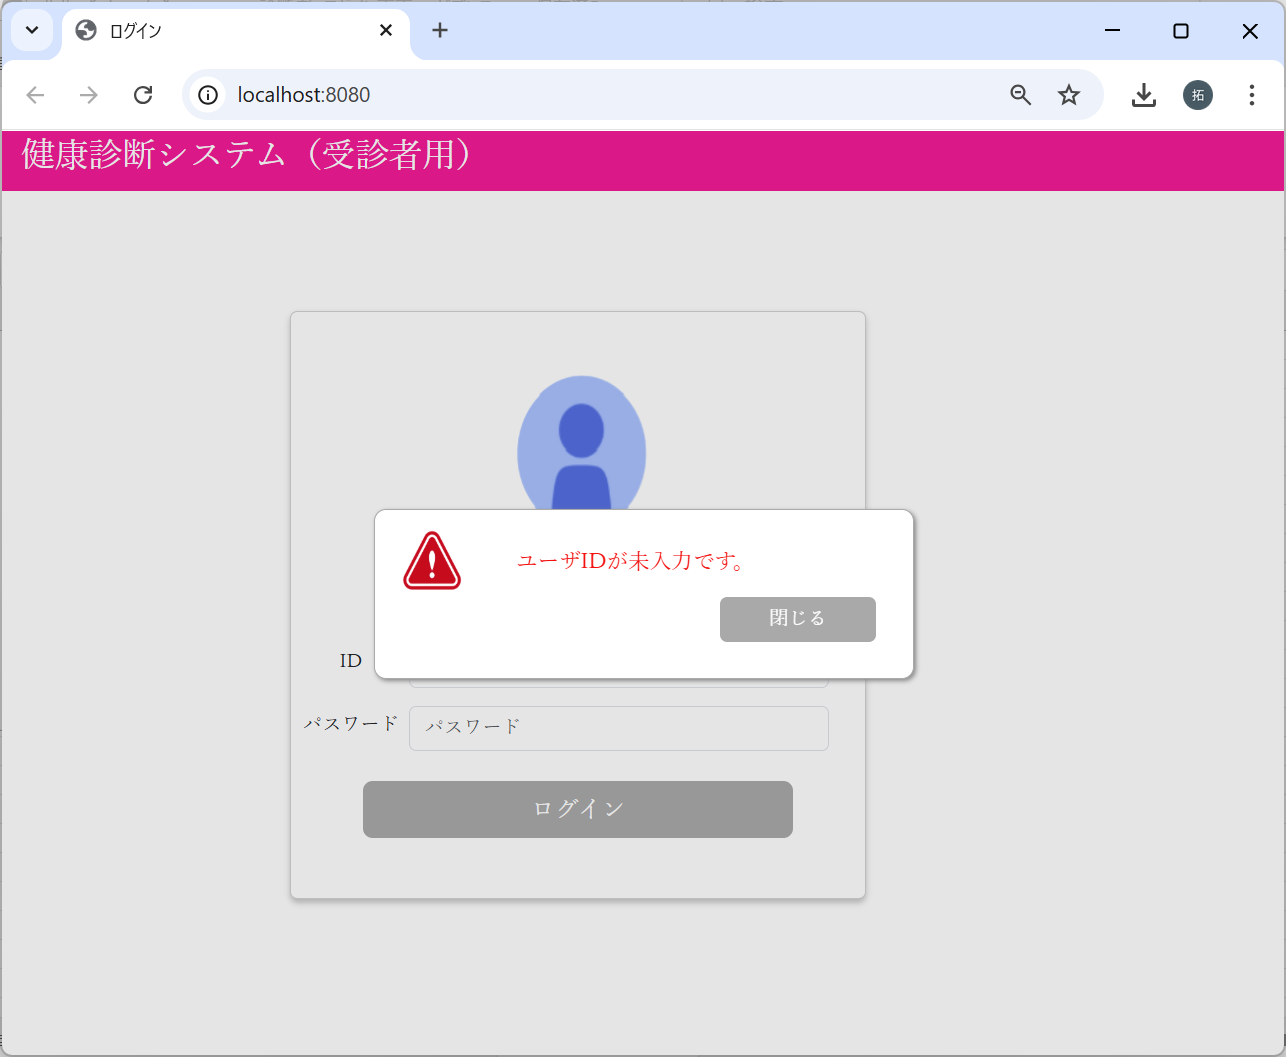 ログイン
localhost:8080
拓
健康診断システム（受診者用）
ユーザIDが未入力です。
閉じる
ID
パスワード パスワード
ログイン